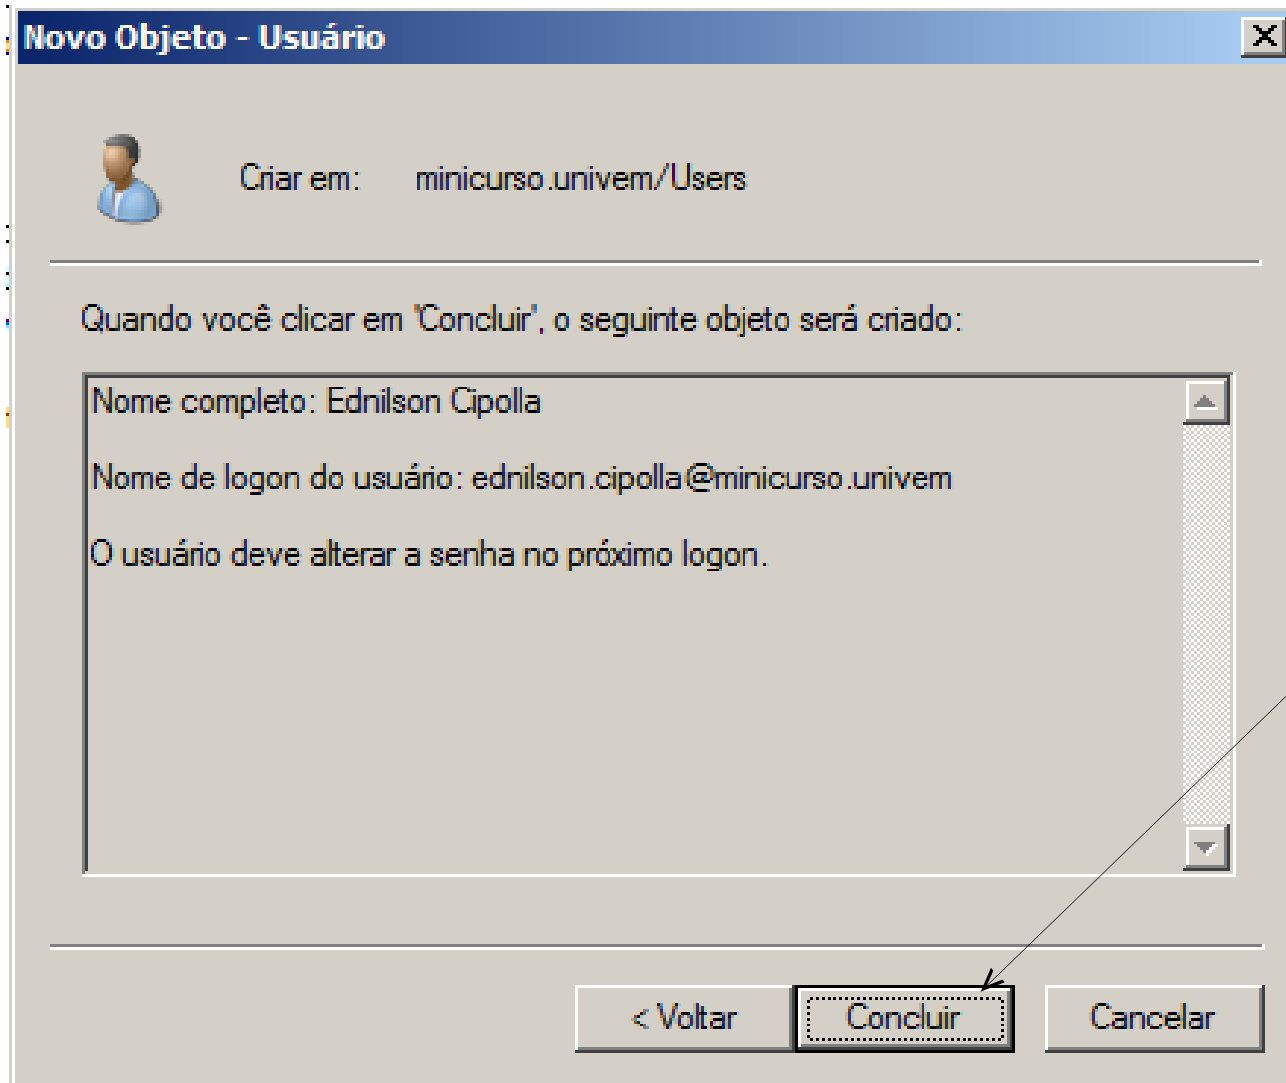 Novo Objeto - Usuário
Criar em: minicurso.univem/Users
Quando você clicar em 'Concluir', o seguinte objeto será criado:
Nome completo: Ednilson Cipolla
Nome de logon do usuário: ednilson.cipolla@minicurso.univem
O usuário deve alterar a senha no próximo logon.
< Voltar Concluir Cancelar